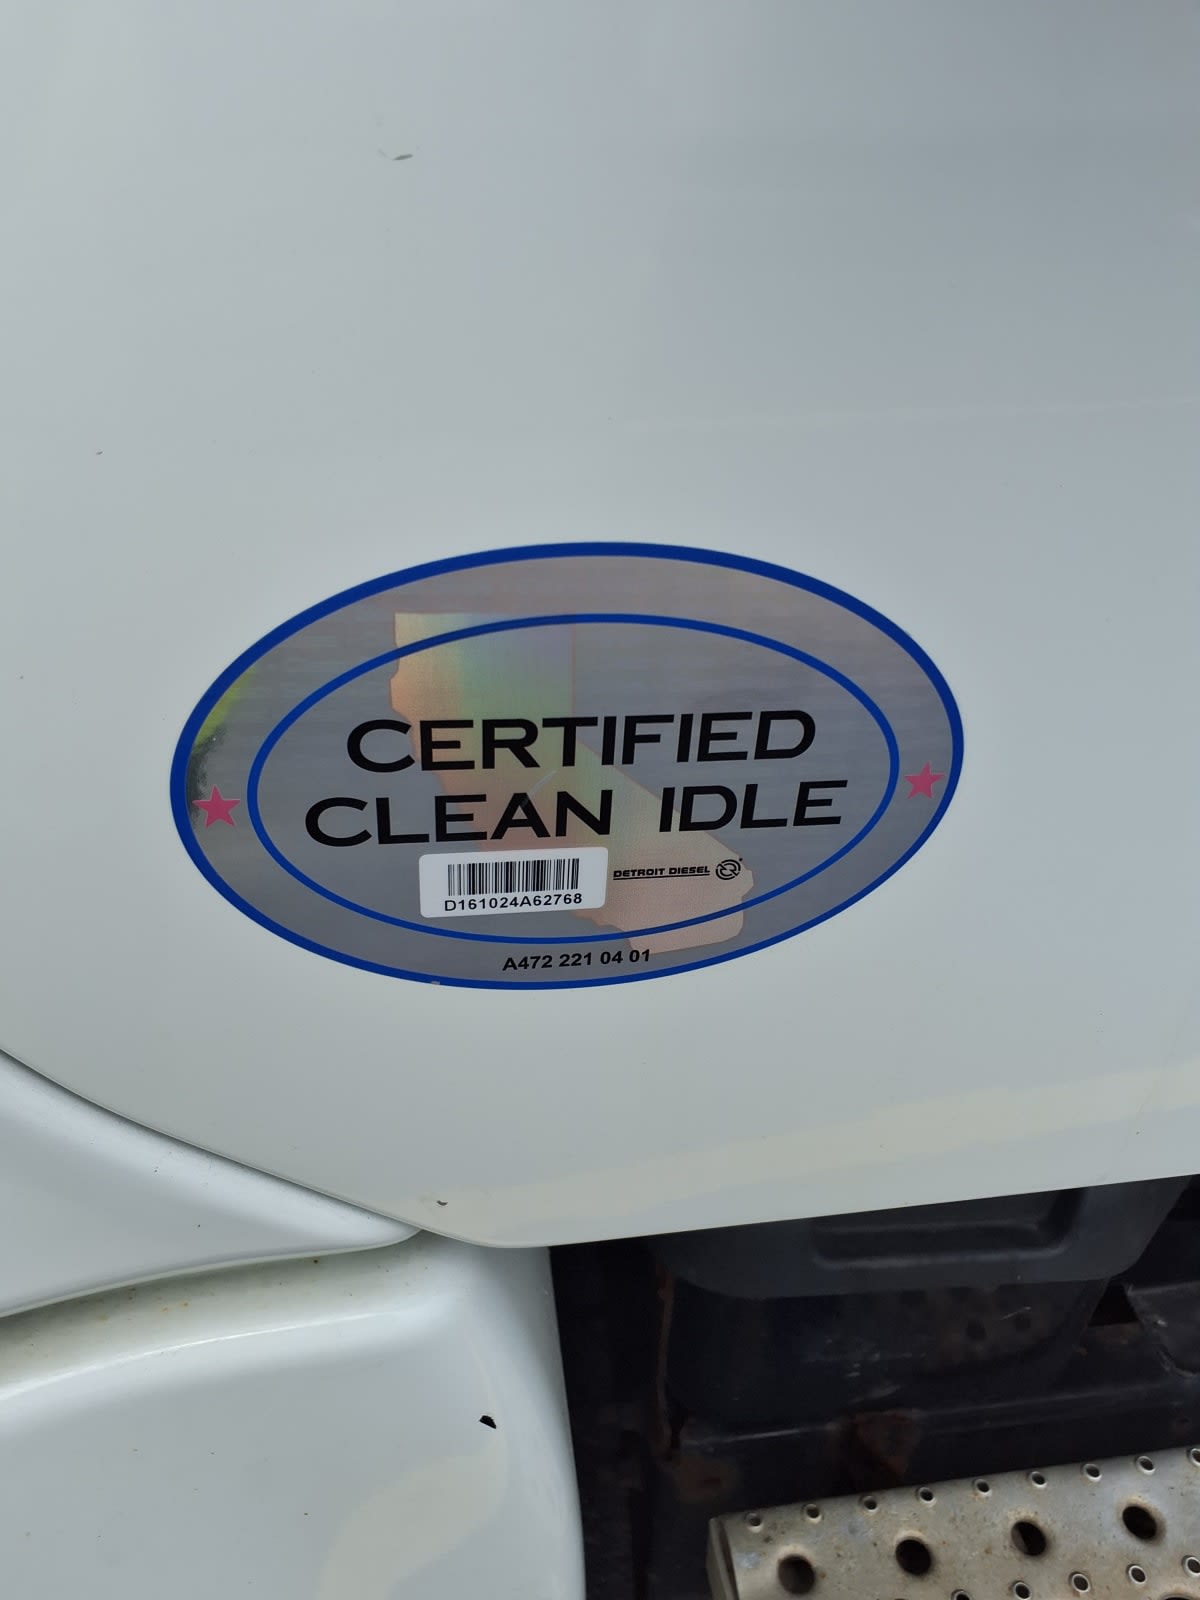 CERTIFIED
CLEAN IDLE
DETROIT DIESEL
D161024A62768
A472 221 04 01